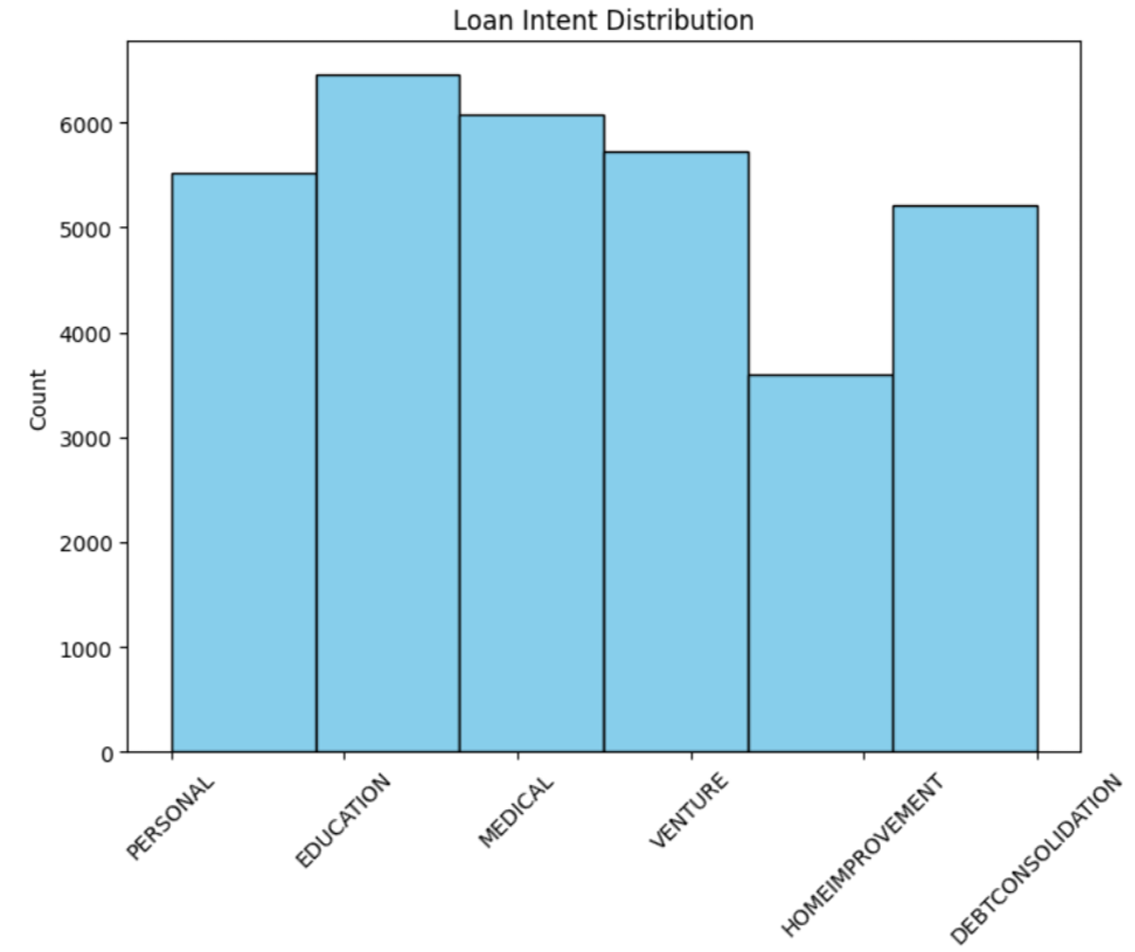 Loan Intent Distribution
6000
5000
4000
3000
2000
1000
0
Count
PERSONAL
EDUCATION
MEDICAL
VENTURE
HOMEIMPROVEMENT
DEBTCONSOLIDATION